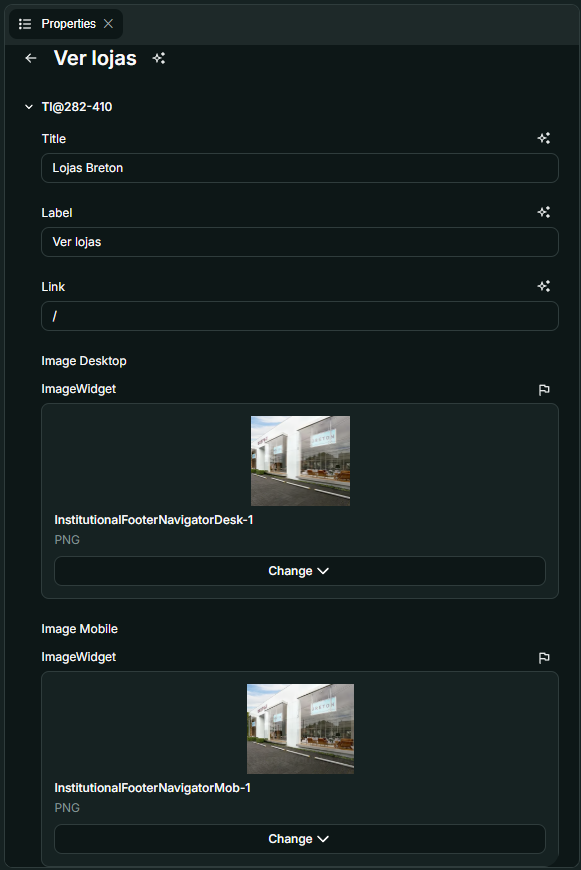 Properties
Ver lojas
TI@282-410
Title
Lojas Breton
Label
Ver lojas
Link
/
Image Desktop
ImageWidget
InstitutionalFooterNavigatorDesk-1
PNG
Change
Image Mobile
ImageWidget
InstitutionalFooterNavigatorMob-1
PNG
Change